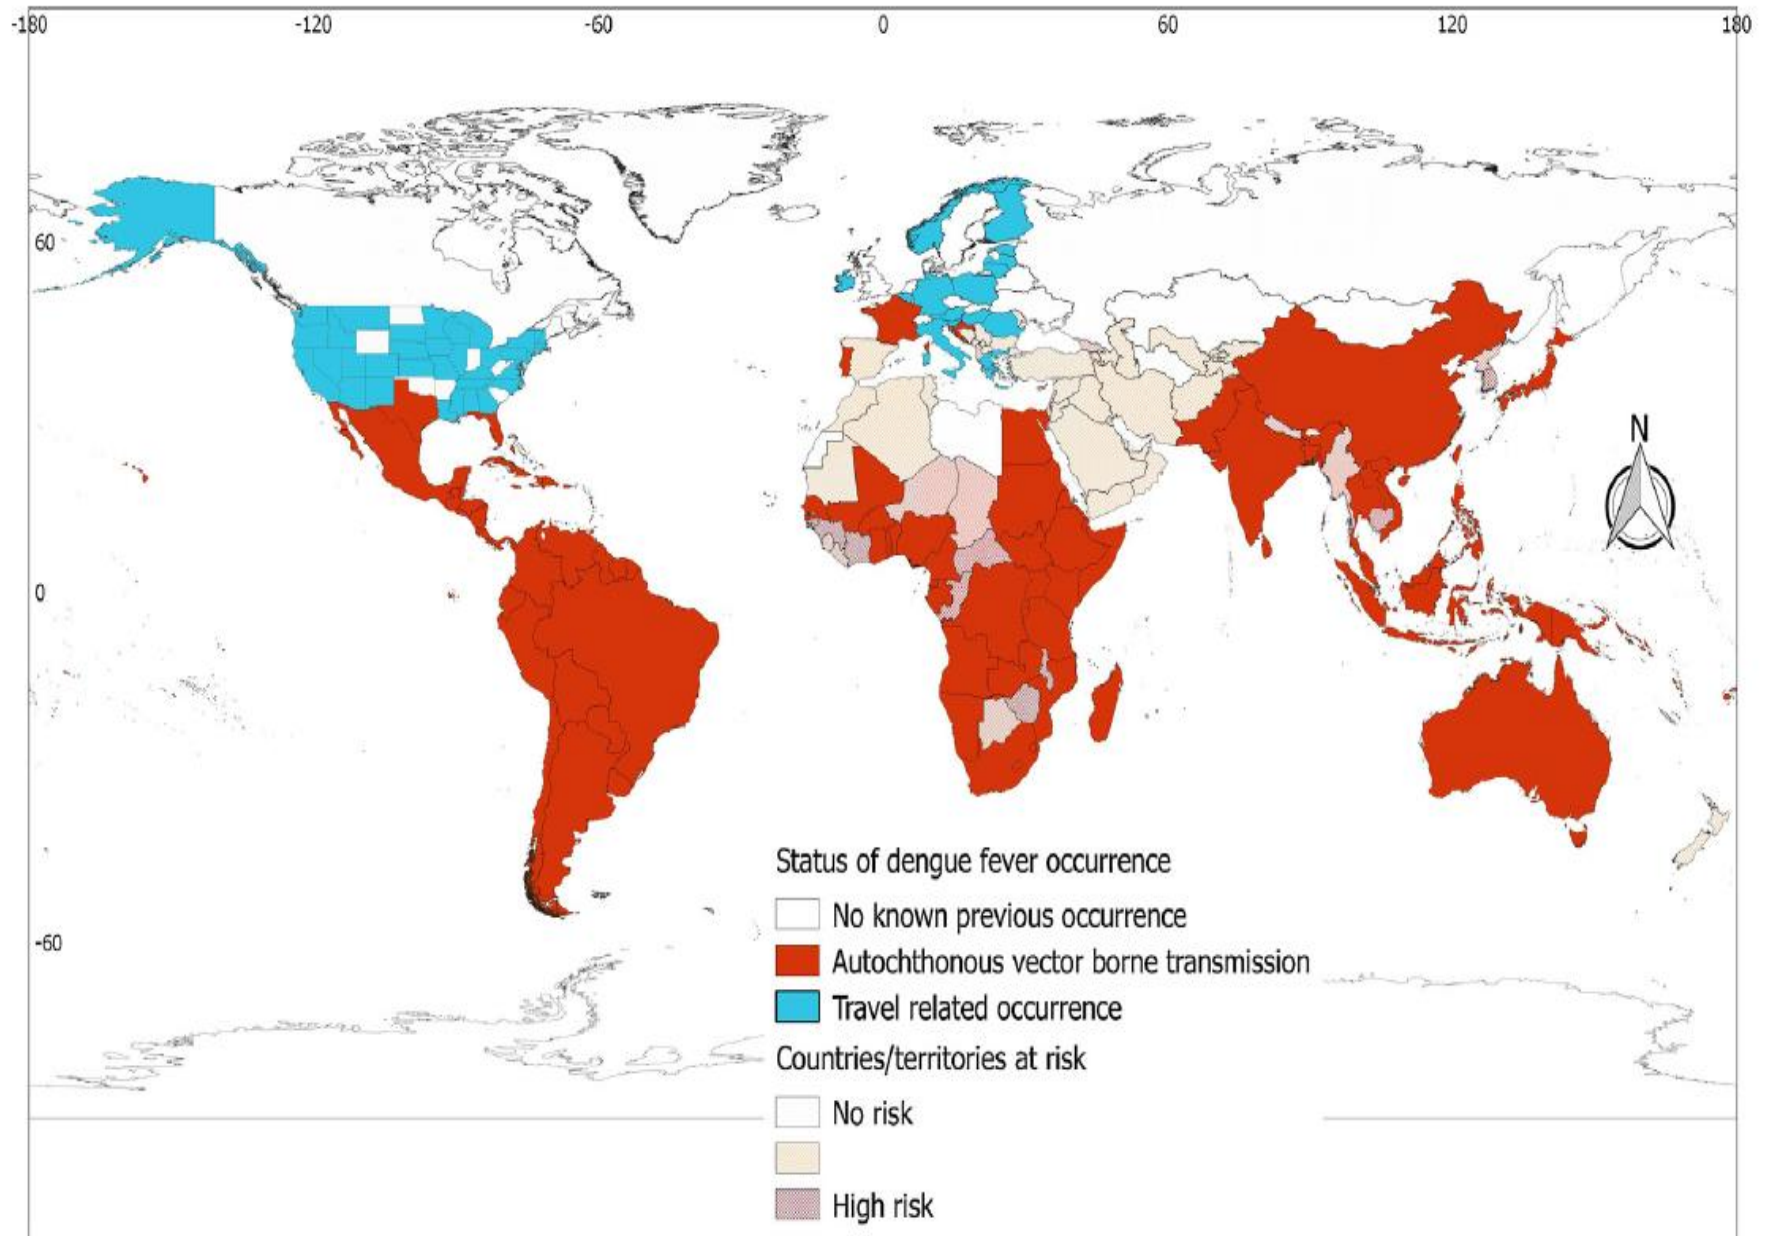 -180 -120 -60 0 60 120 180
60
N
0
-60
Status of dengue fever occurrence
No known previous occurrence
Autochthonous vector borne transmission
Travel related occurrence
Countries/territories at risk
No risk
High risk